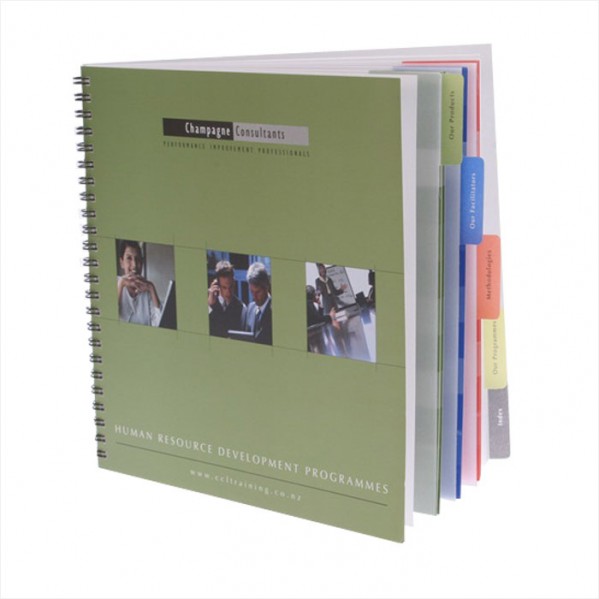 Champagne Consultants
PERFORMANCE IMPROVEMENT PROFESSIONALS
HUMAN RESOURCE DEVELOPMENT PROGRAMMES
www.ccltraining.co.nz
Our Products
Our Facilitators
Methodologies
Our Programmes
Index